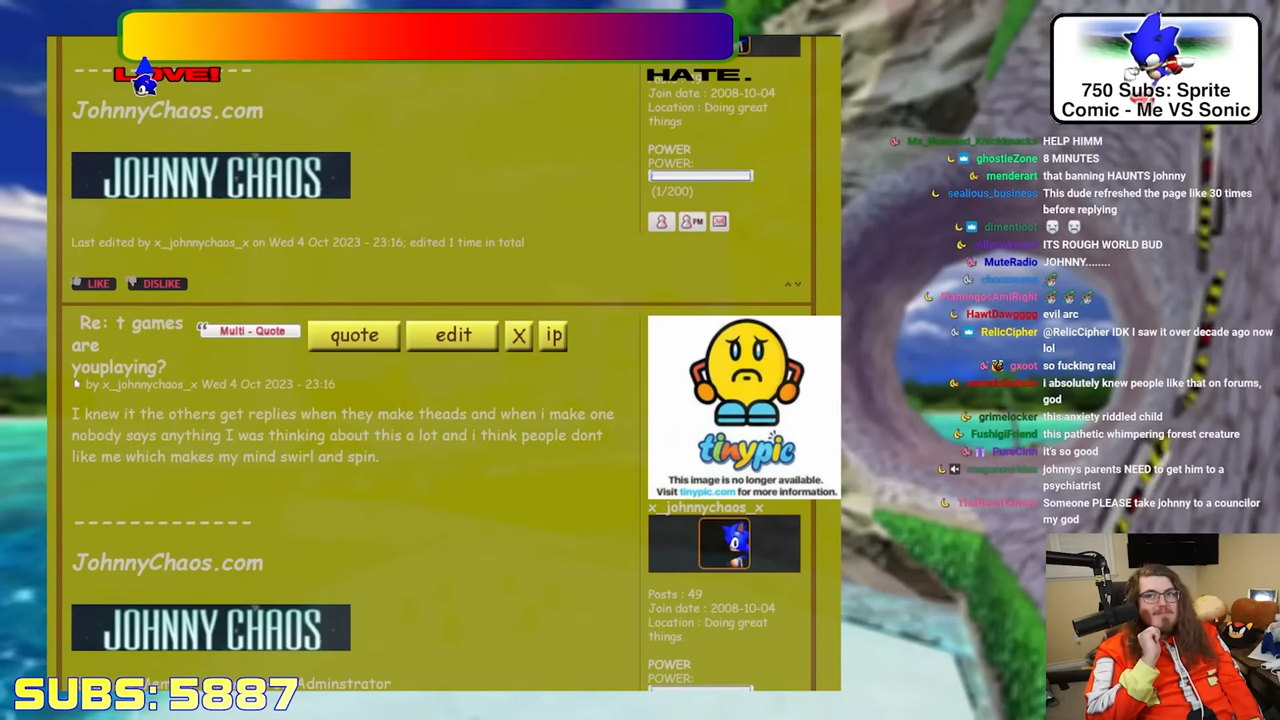 LOVE!
HATE.
JohnnyChaos.com
JOHNNY CHAOS
Last edited by x_johnnychaos_x on Wed 4 Oct 2023 - 23:16; edited 1 time in total
LIKE
DISLIKE
Join date : 2008-10-04
Location : Doing great
things
POWER
POWER:
(1/200)
PM
Re: t games
are
youplaying?
Multi - Quote
quote
edit
X
ip
by x_johnnychaos_x Wed 4 Oct 2023 - 23:16
I knew it the others get replies when they make theads and when i make one
nobody says anything I was thinking about this a lot and i think people dont
like me which makes my mind swirl and spin.
-------------
JohnnyChaos.com
JOHNNY CHAOS
Adminstrator
tinypic
This image is no longer available.
Visit tinypic.com for more information.
x_johnnychaos_x
Posts : 49
Join date : 2008-10-04
Location : Doing great
things
POWER
POWER:
SUBS: 5887
750 Subs: Sprite
Comic - Me VS Sonic
HELP HIMM
ghostieZone 8 MINUTES
menderart that banning HAUNTS johnny
sealious_business This dude refreshed the page like 30 times
before replying
dimentioot
ITS ROUGH WORLD BUD
MuteRadio JOHNNY........
FlamingosAmiRight
HawtDawgggg evil arc
RelicCipher @RelicCipher IDK I saw it over decade ago now
lol
gxoot so fucking real
i absolutely knew people like that on forums,
god
grimelocker this anxiety riddled child
FushigiFriend this pathetic whimpering forest creature
PureCinn it's so good
johnnys parents NEED to get him to a
psychiatrist
Someone PLEASE take johnny to a councilor
my god